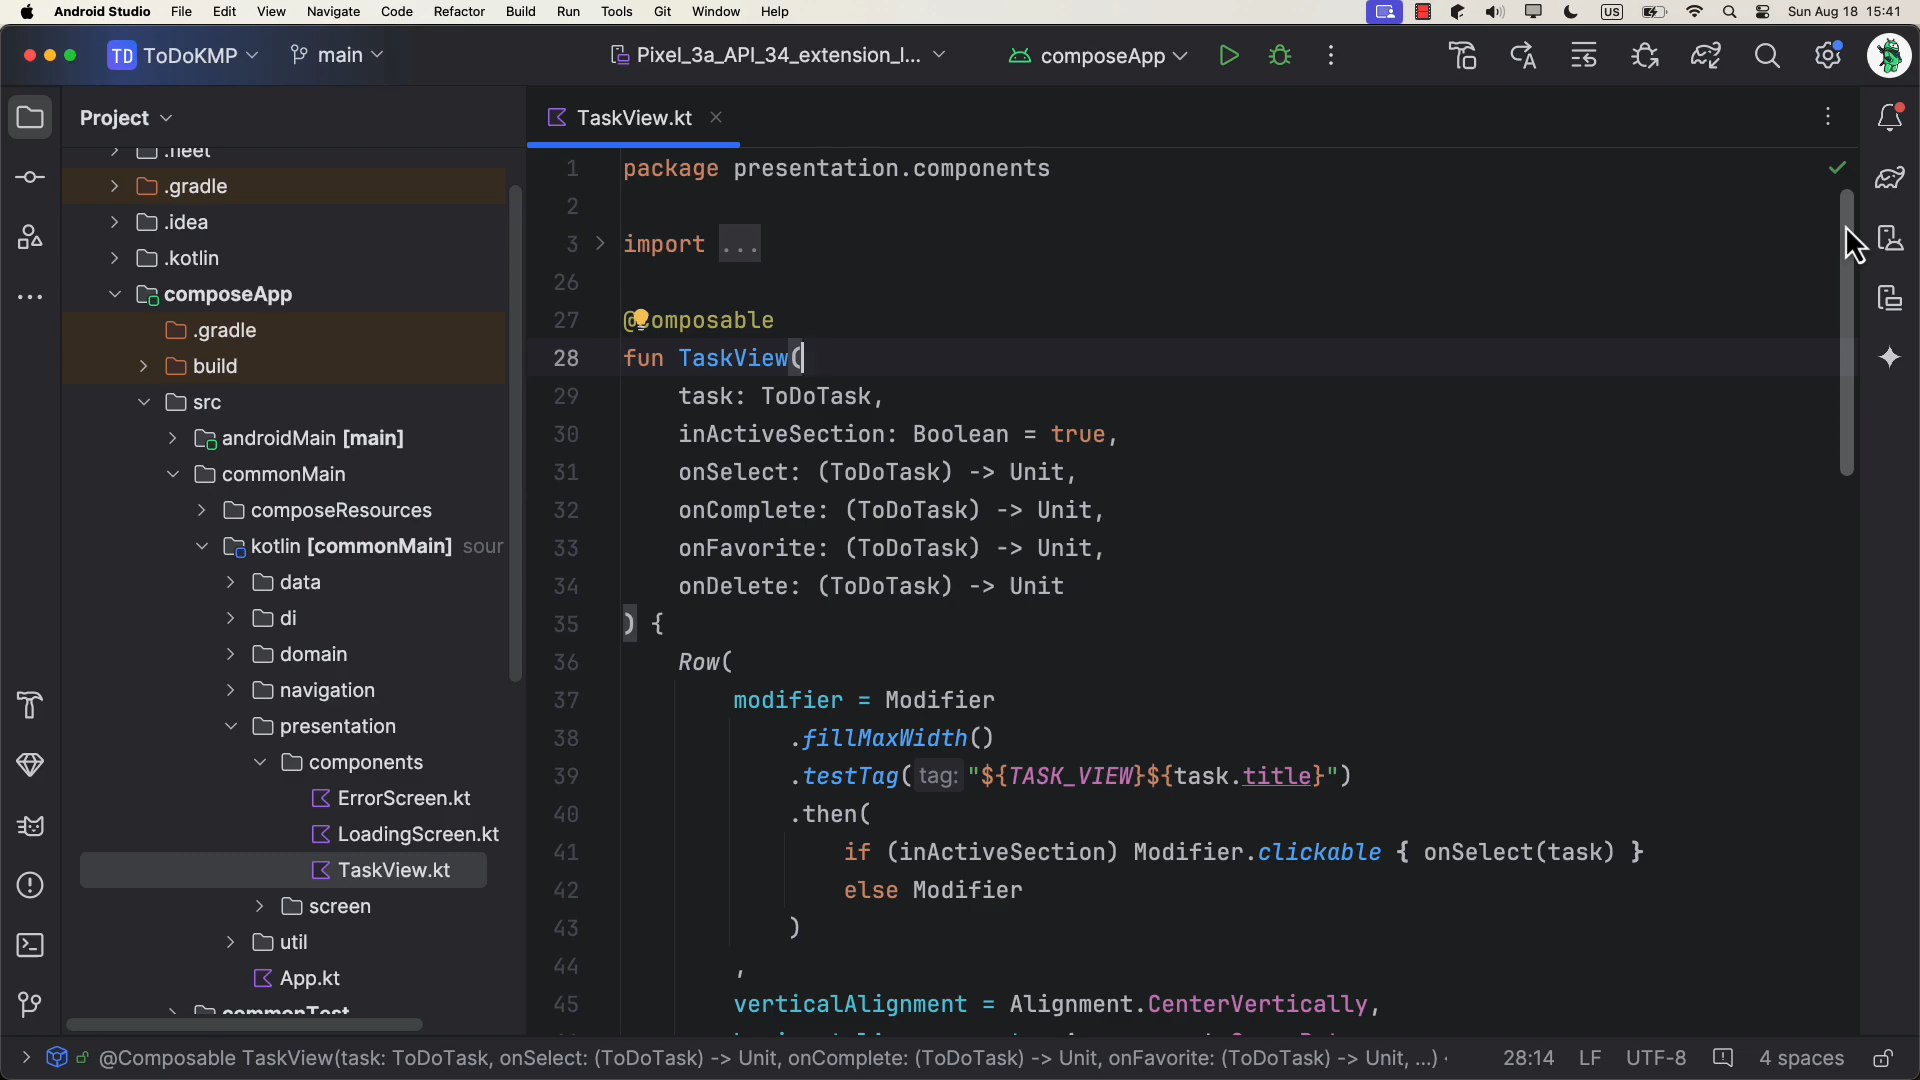 Android Studio File Edit View Navigate Code Refactor Build Run Tools Git Window Help US Sun Aug 18 15:41
TD ToDoKMP main Pixel_3a_API_34_extension_l... composeApp
Project
TaskView.kt
.gradle
.idea
.kotlin
composeApp
.gradle
build
src
androidMain [main]
commonMain
composeResources
kotlin [commonMain] sour
data
di
domain
navigation
presentation
components
ErrorScreen.kt
LoadingScreen.kt
TaskView.kt
screen
util
App.kt
commonTest
1 package presentation.components
2
3 import ...
26
27 @Composable
28 fun TaskView(
29 task: ToDoTask,
30 inActiveSection: Boolean = true,
31 onSelect: (ToDoTask) -> Unit,
32 onComplete: (ToDoTask) -> Unit,
33 onFavorite: (ToDoTask) -> Unit,
34 onDelete: (ToDoTask) -> Unit
35 ) {
36 Row(
37 modifier = Modifier
38 .fillMaxWidth()
39 .testTag( tag: "${TASK_VIEW}${task.title}")
40 .then(
41 if (inActiveSection) Modifier.clickable { onSelect(task) }
42 else Modifier
43 )
44 ,
45 verticalAlignment = Alignment.CenterVertically,
@Composable TaskView(task: ToDoTask, onSelect: (ToDoTask) -> Unit, onComplete: (ToDoTask) -> Unit, onFavorite: (ToDoTask) -> Unit, ...) 28:14 LF UTF-8 4 spaces